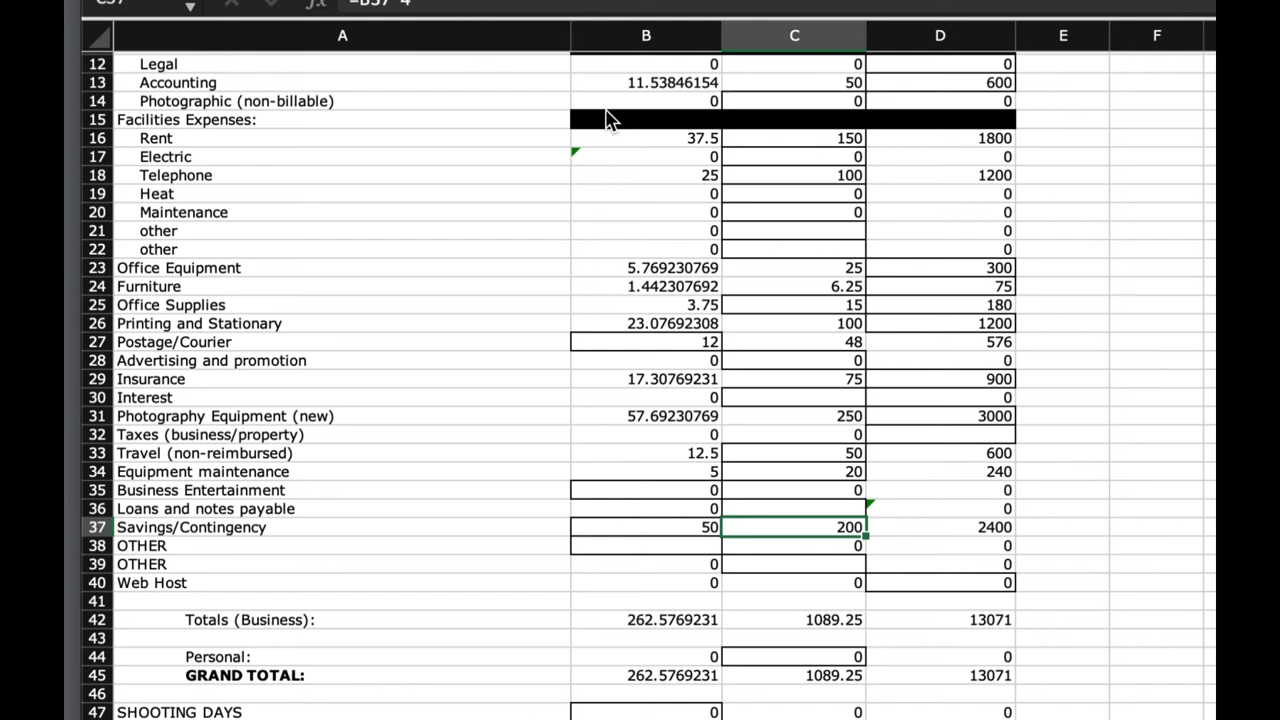 A B C D E F
12 Legal 0 0 0
13 Accounting 11.53846154 50 600
14 Photographic (non-billable) 0 0 0
15 Facilities Expenses:
16 Rent 37.5 150 1800
17 Electric 0 0 0
18 Telephone 25 100 1200
19 Heat 0 0 0
20 Maintenance 0 0 0
21 other 0 0
22 other 0 0
23 Office Equipment 5.769230769 25 300
24 Furniture 1.442307692 6.25 75
25 Office Supplies 3.75 15 180
26 Printing and Stationary 23.07692308 100 1200
27 Postage/Courier 12 48 576
28 Advertising and promotion 0 0 0
29 Insurance 17.30769231 75 900
30 Interest 0 0
31 Photography Equipment (new) 57.69230769 250 3000
32 Taxes (business/property) 0 0
33 Travel (non-reimbursed) 12.5 50 600
34 Equipment maintenance 5 20 240
35 Business Entertainment 0 0 0
36 Loans and notes payable 0 0
37 Savings/Contingency 50 200 2400
38 OTHER 0 0
39 OTHER 0 0
40 Web Host 0 0 0
41
42 Totals (Business): 262.5769231 1089.25 13071
43
44 Personal: 0 0 0
45 GRAND TOTAL: 262.5769231 1089.25 13071
46
47 SHOOTING DAYS 0 0 0